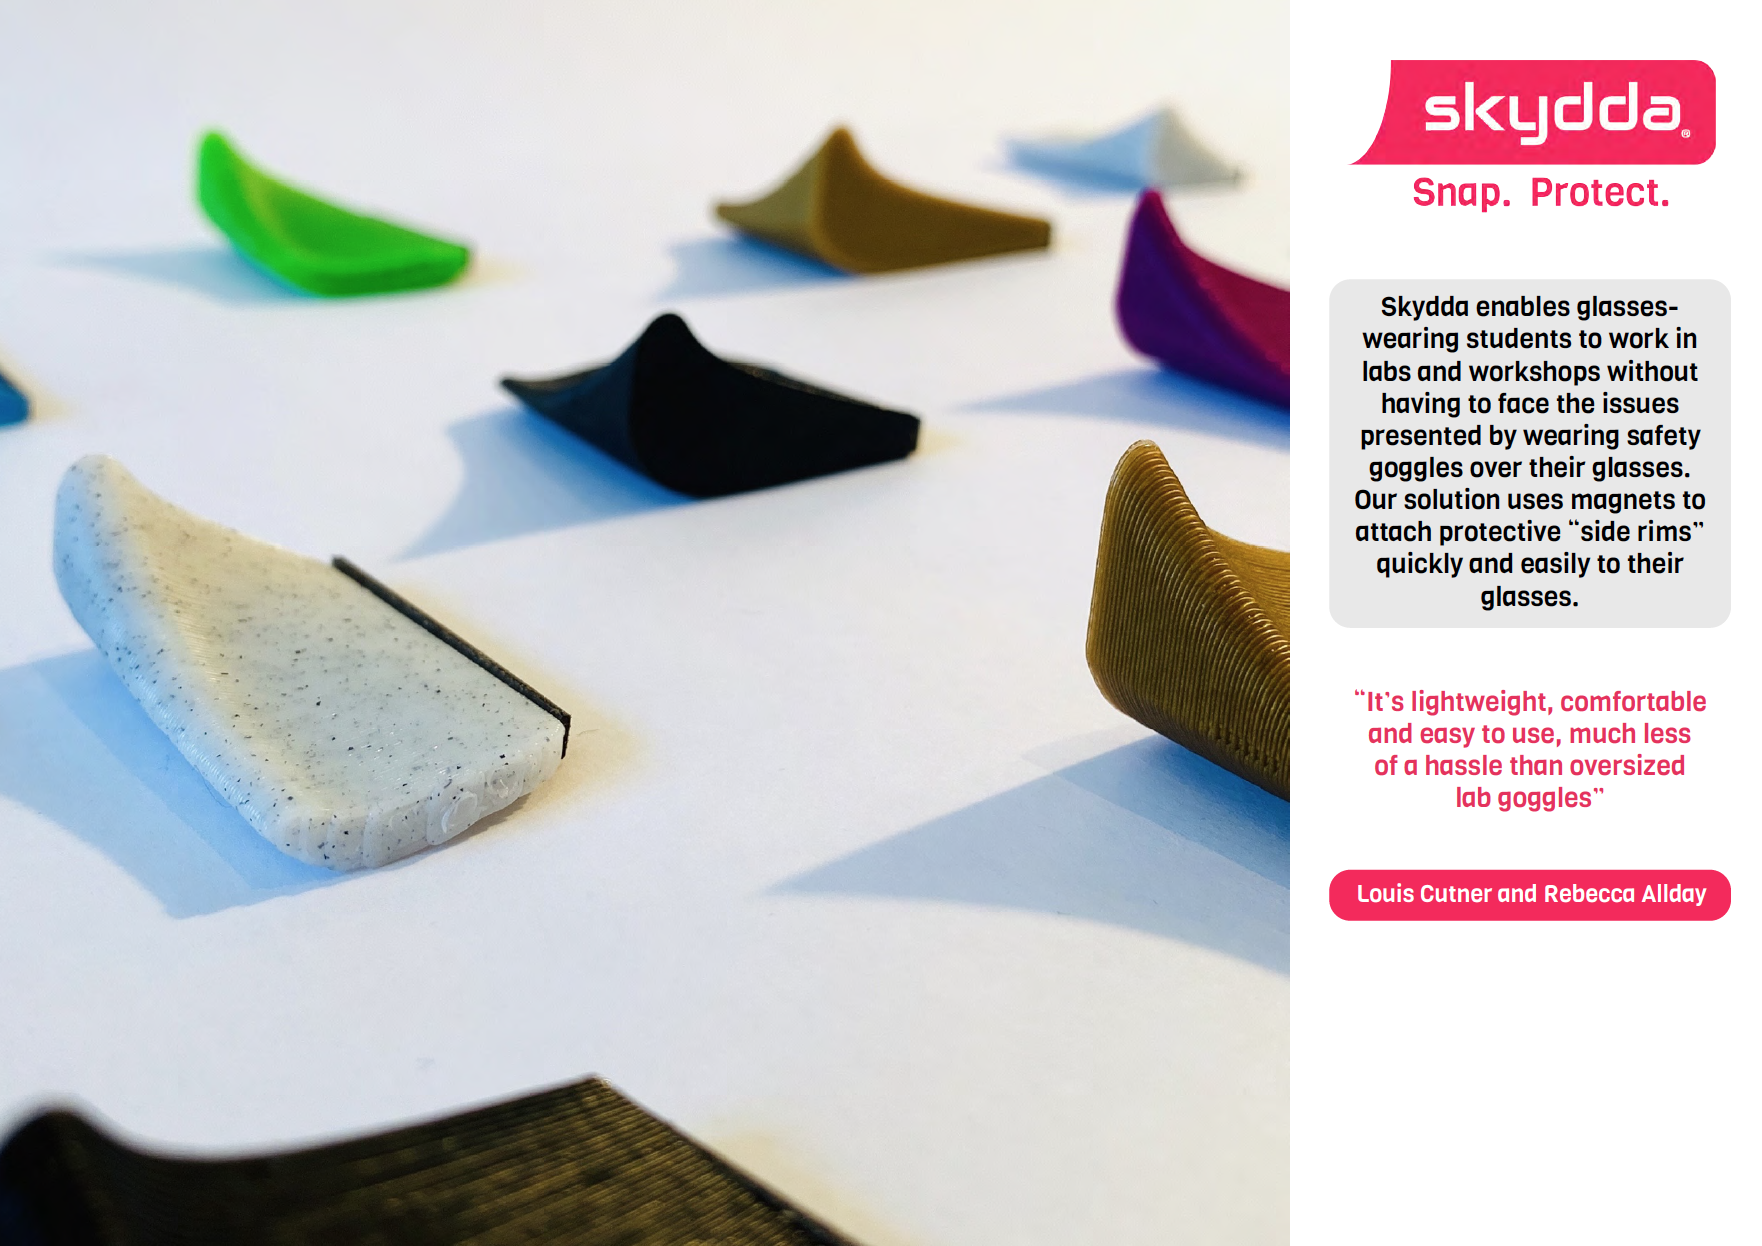 skydda®
Snap. Protect.
Skydda enables glasses-
wearing students to work in
labs and workshops without
having to face the issues
presented by wearing safety
goggles over their glasses.
Our solution uses magnets to
attach protective “side rims”
quickly and easily to their
glasses.
“It’s lightweight, comfortable
and easy to use, much less
of a hassle than oversized
lab goggles”
Louis Cutner and Rebecca Allday